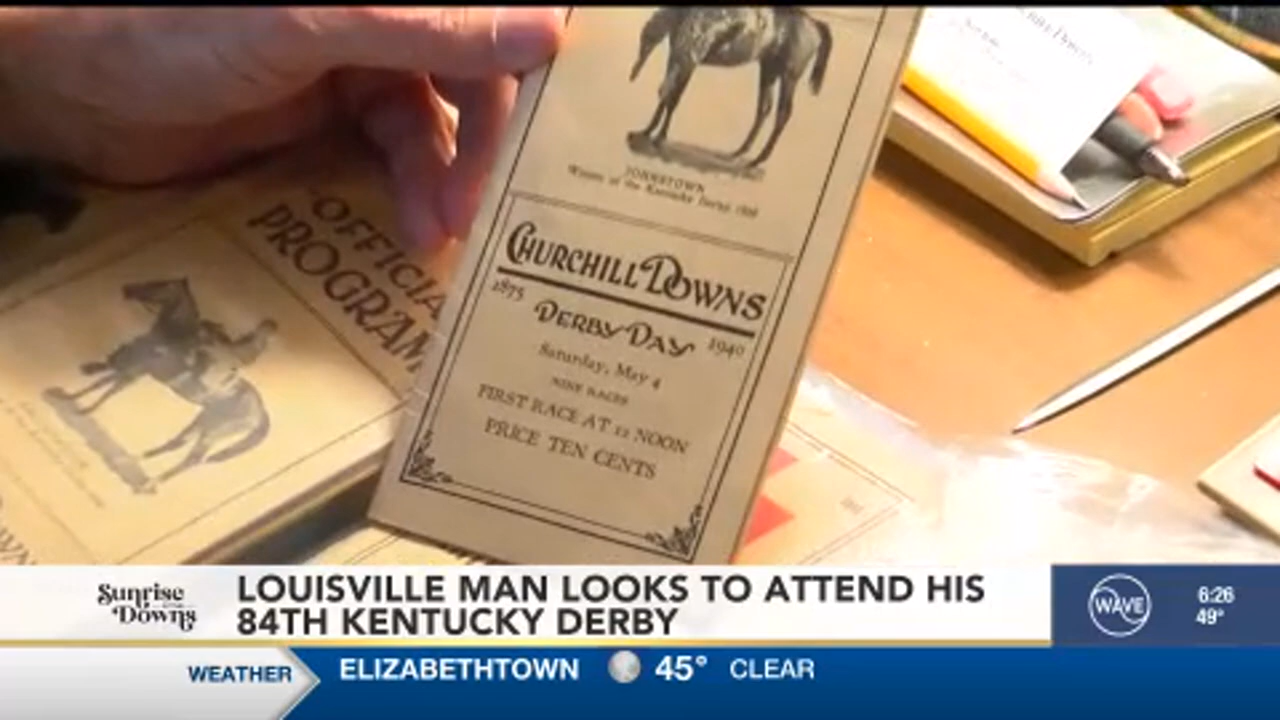 JOHNSTOWN
Winner of the Kentucky Derby
CHURCHILL DOWNS
1875
DERBY DAY
1940
Saturday, May 4
NINE RACES
FIRST RACE AT 12 NOON
PRICE TEN CENTS
OFFICIAL
PROGRAM
Sunrise
Downs
LOUISVILLE MAN LOOKS TO ATTEND HIS
84TH KENTUCKY DERBY
WAVE
6:26
49°
WEATHER
ELIZABETHTOWN 45° CLEAR